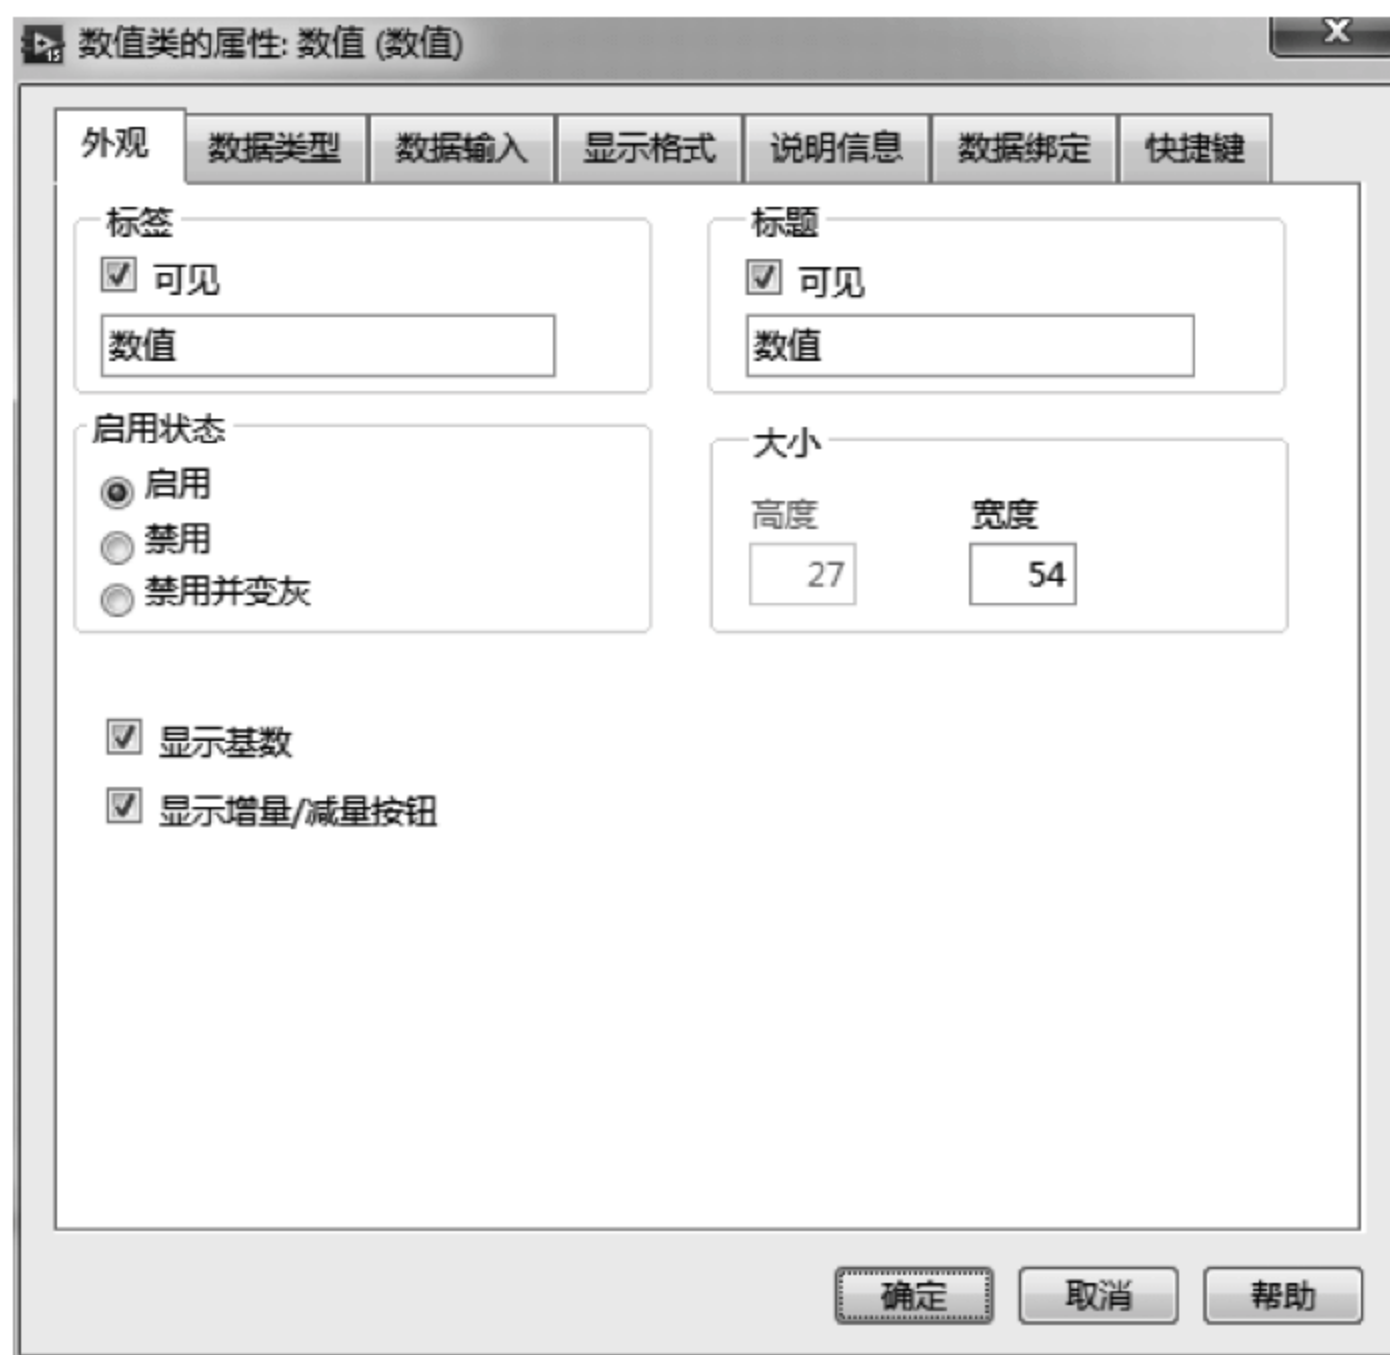 数值类的属性: 数值 (数值)
外观 数据类型 数据输入 显示格式 说明信息 数据绑定 快捷键
标签
可见
数值
标题
可见
数值
启用状态
启用
禁用
禁用并变灰
大小
高度 宽度
27 54
显示基数
显示增量/减量按钮
确定 取消 帮助